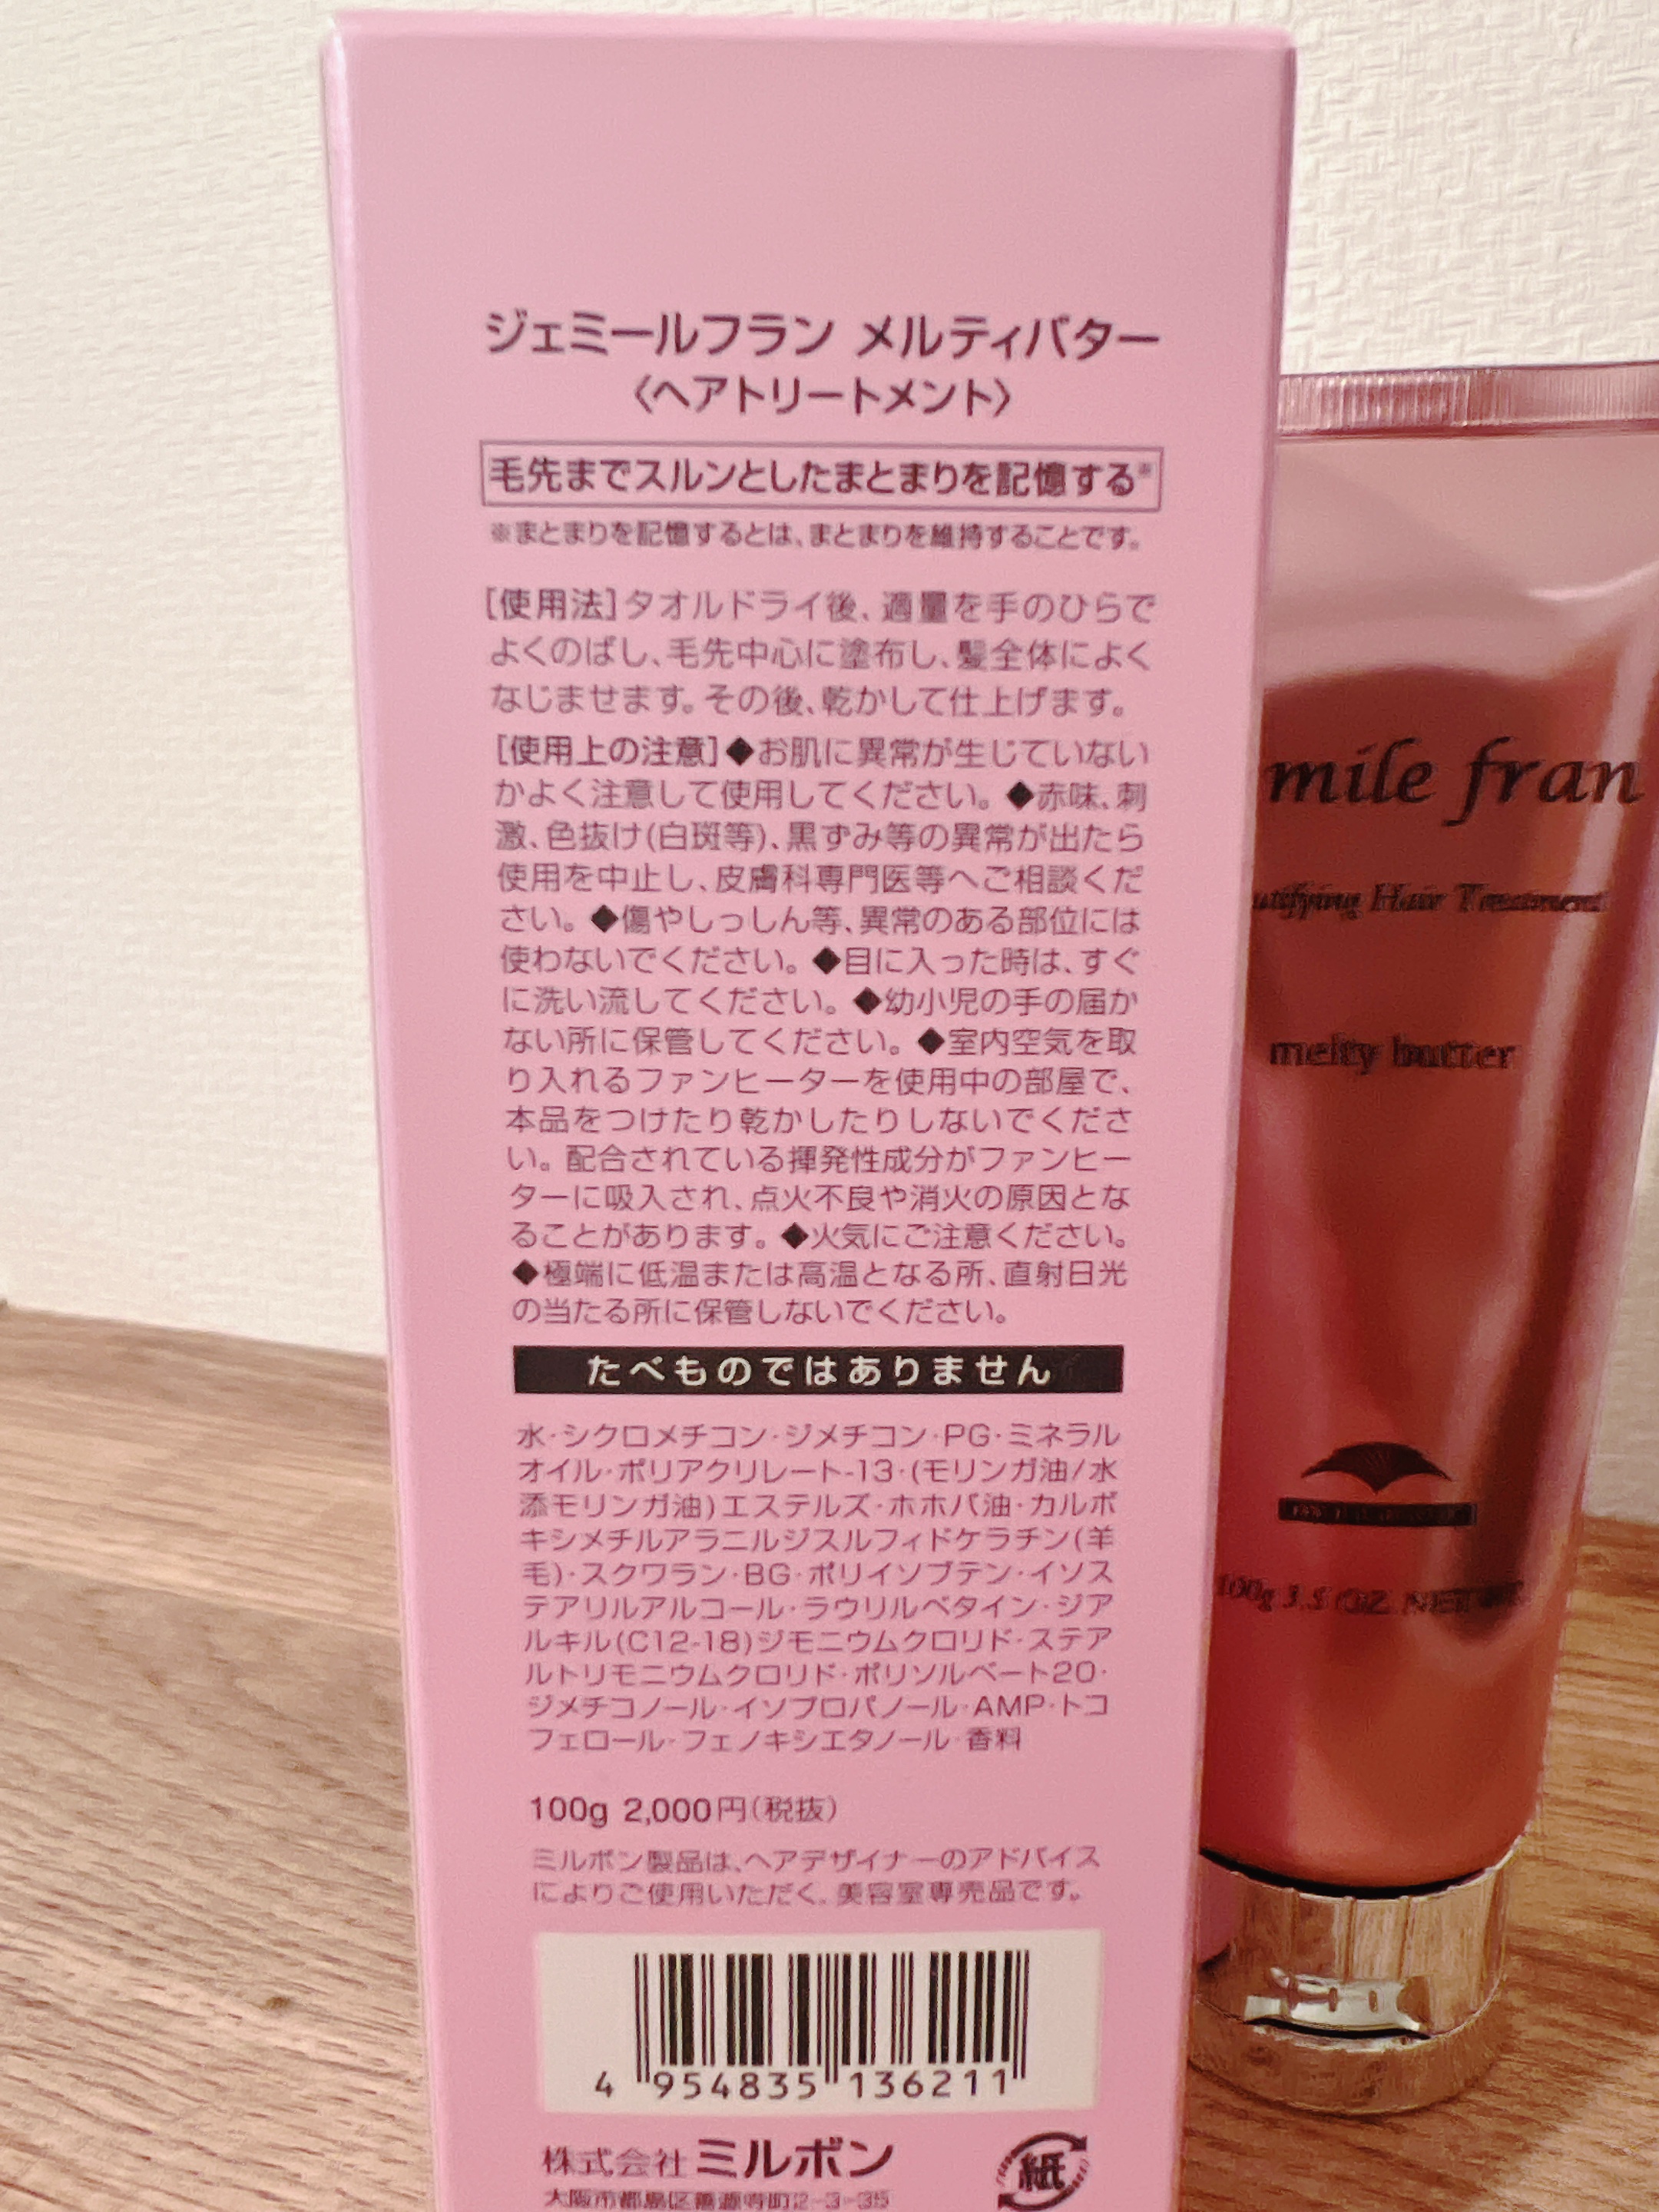 ジェミールフラン メルティバター
〈ヘアトリートメント〉
毛先までスルンとしたまとまりを記憶する※
※まとまりを記憶するとは、まとまりを維持することです。
[使用法]タオルドライ後、適量を手のひらで
よくのばし、毛先中心に塗布し、髪全体によく
なじませます。その後、乾かして仕上げます。
[使用上の注意]◆お肌に異常が生じていない
かよく注意して使用してください。◆赤味、刺
激、色抜け(白斑等)、黒ずみ等の異常が出たら
使用を中止し、皮膚科専門医等へご相談くだ
さい。◆傷やしっしん等、異常のある部位には
使わないでください。◆目に入った時は、すぐ
に洗い流してください。◆幼小児の手の届か
ない所に保管してください。◆室内空気を取
り入れるファンヒーターを使用中の部屋で、
本品をつけたり乾かしたりしないでくださ
い。配合されている揮発性成分がファンヒー
ターに吸入され、点火不良や消火の原因とな
ることがあります。◆火気にご注意ください。
◆極端に低温または高温となる所、直射日光
の当たる所に保管しないでください。
たべものではありません
水・シクロメチコン・ジメチコン・PG・ミネラル
オイル・ポリアクリレート-13・(モリンガ油/水
添モリンガ油)エステルズ・ホホバ油・カルボ
キシメチルアラニルジスルフィドケラチン(羊
毛)・スクワラン・BG・ポリイソブテン・イソス
テアリルアルコール・ラウリルベタイン・ジア
ルキル(C12-18)ジモニウムクロリド・ステア
ルトリモニウムクロリド・ポリソルベート20・
ジメチコノール・イソプロパノール・AMP・トコ
フェロール・フェノキシエタノール・香料
100g 2,000円(税抜)
ミルボン製品は、ヘアデザイナーのアドバイス
によりご使用いただく、美容室専売品です。
4 954835 136211
株式会社 ミルボン
紙
大阪市都島区善源寺町2-3-35
mile fran
utifying Hair Treatment
melty butter
100g 3.5 OZ. NET WT.